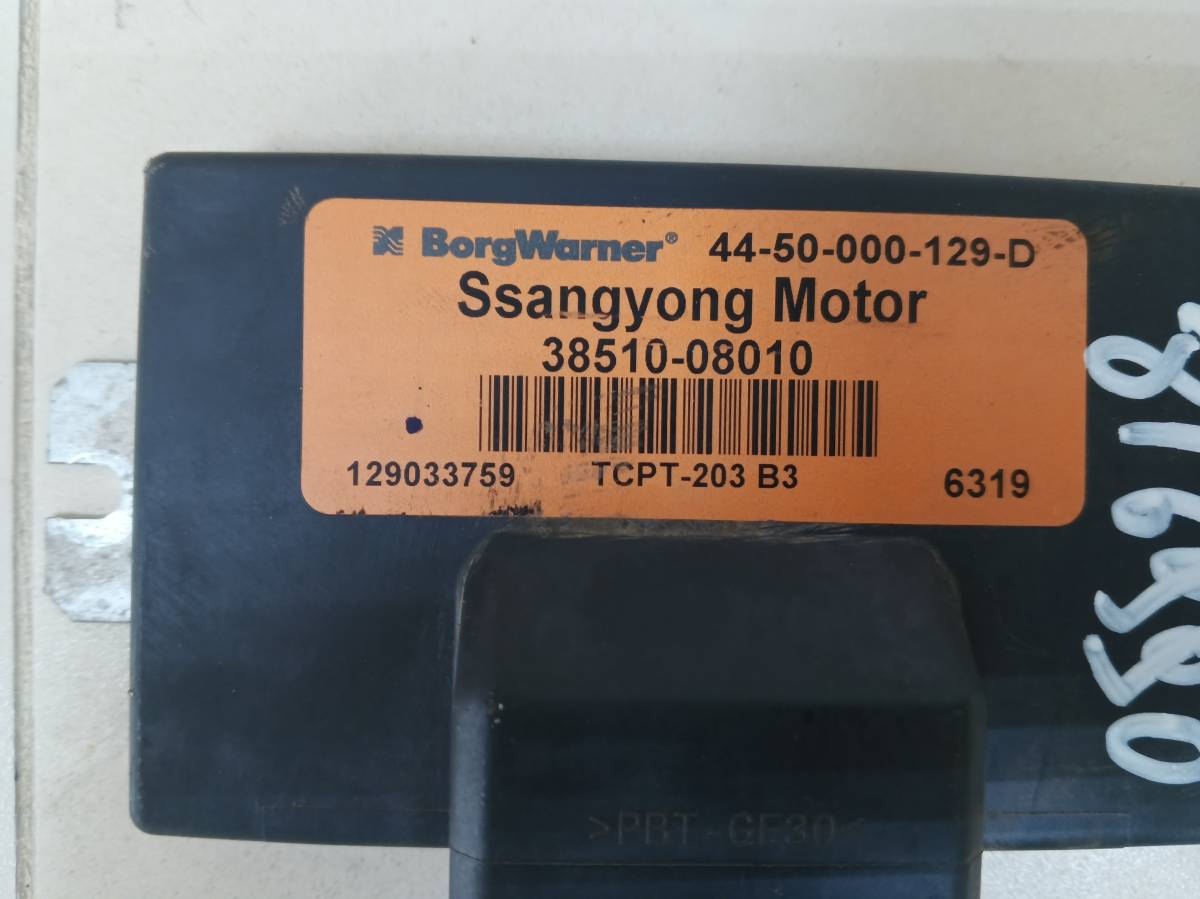 BorgWarner® 44-50-000-129-D
Ssangyong Motor
38510-08010
129033759 TCPT-203 B3 6319
>PBT-GF30<